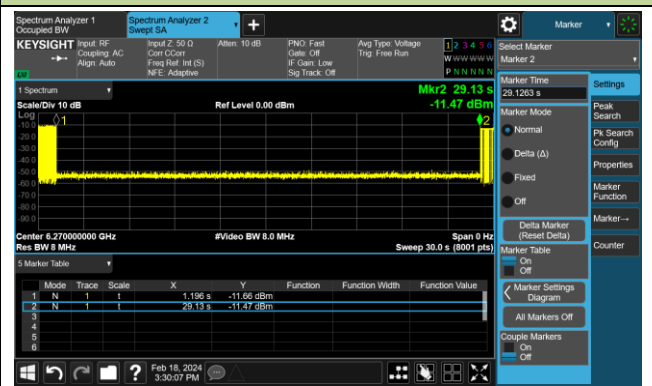 Spectrum Analyzer 1
Occupied BW
Spectrum Analyzer 2
Swept SA
+
Marker
KEYSIGHT
Input: RF
Coupling: AC
Align: Auto
Input Z: 50 Ω
Corr CCorr
Freq Ref: Int (S)
NFE: Adaptive
Atten: 10 dB
PNO: Fast
Gate: Off
IF Gain: Low
Sig Track: Off
Avg Type: Voltage
Trig: Free Run
1 2 3 4 5 6
W W W W W W
P N N N N N
Select Marker
Marker 2
1 Spectrum
Mkr2 29.13 s
Scale/Div 10 dB
Ref Level 0.00 dBm
-11.47 dBm
Log
-10.0
-20.0
-30.0
-40.0
-50.0
-60.0
-70.0
-80.0
-90.0
1
2
Center 6.270000000 GHz
#Video BW 8.0 MHz
Span 0 Hz
Res BW 8 MHz
Sweep 30.0 s (8001 pts)
5 Marker Table
Mode Trace Scale X Y Function Function Width Function Value
1 N 1 t 1.196 s -11.66 dBm
2 N 1 t 29.13 s -11.47 dBm
3
4
5
6
Marker Time
29.1263 s
Marker Mode
Normal
Delta (Δ)
Fixed
Off
Delta Marker
(Reset Delta)
Marker Table
On
Off
Marker Settings
Diagram
All Markers Off
Couple Markers
On
Off
Settings
Peak
Search
Pk Search
Config
Properties
Marker
Function
Marker→
Counter
?
Feb 18, 2024
3:30:07 PM